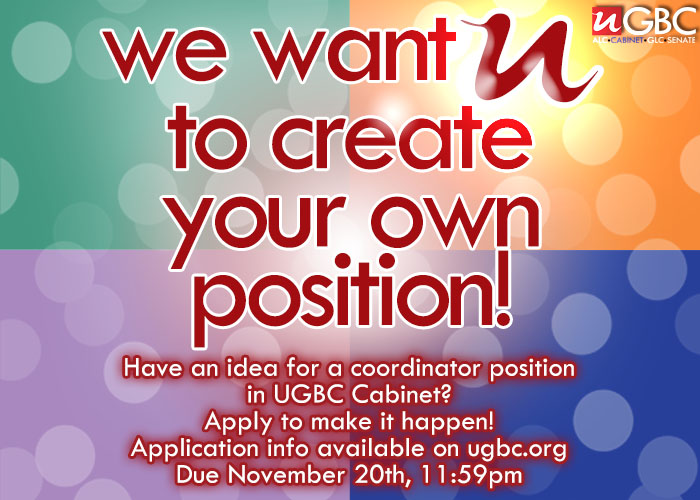 uGBC
ALC•CABINET•GLC•SENATE
we want u
to create
your own
position!
Have an idea for a coordinator position
in UGBC Cabinet?
Apply to make it happen!
Application info available on ugbc.org
Due November 20th, 11:59pm